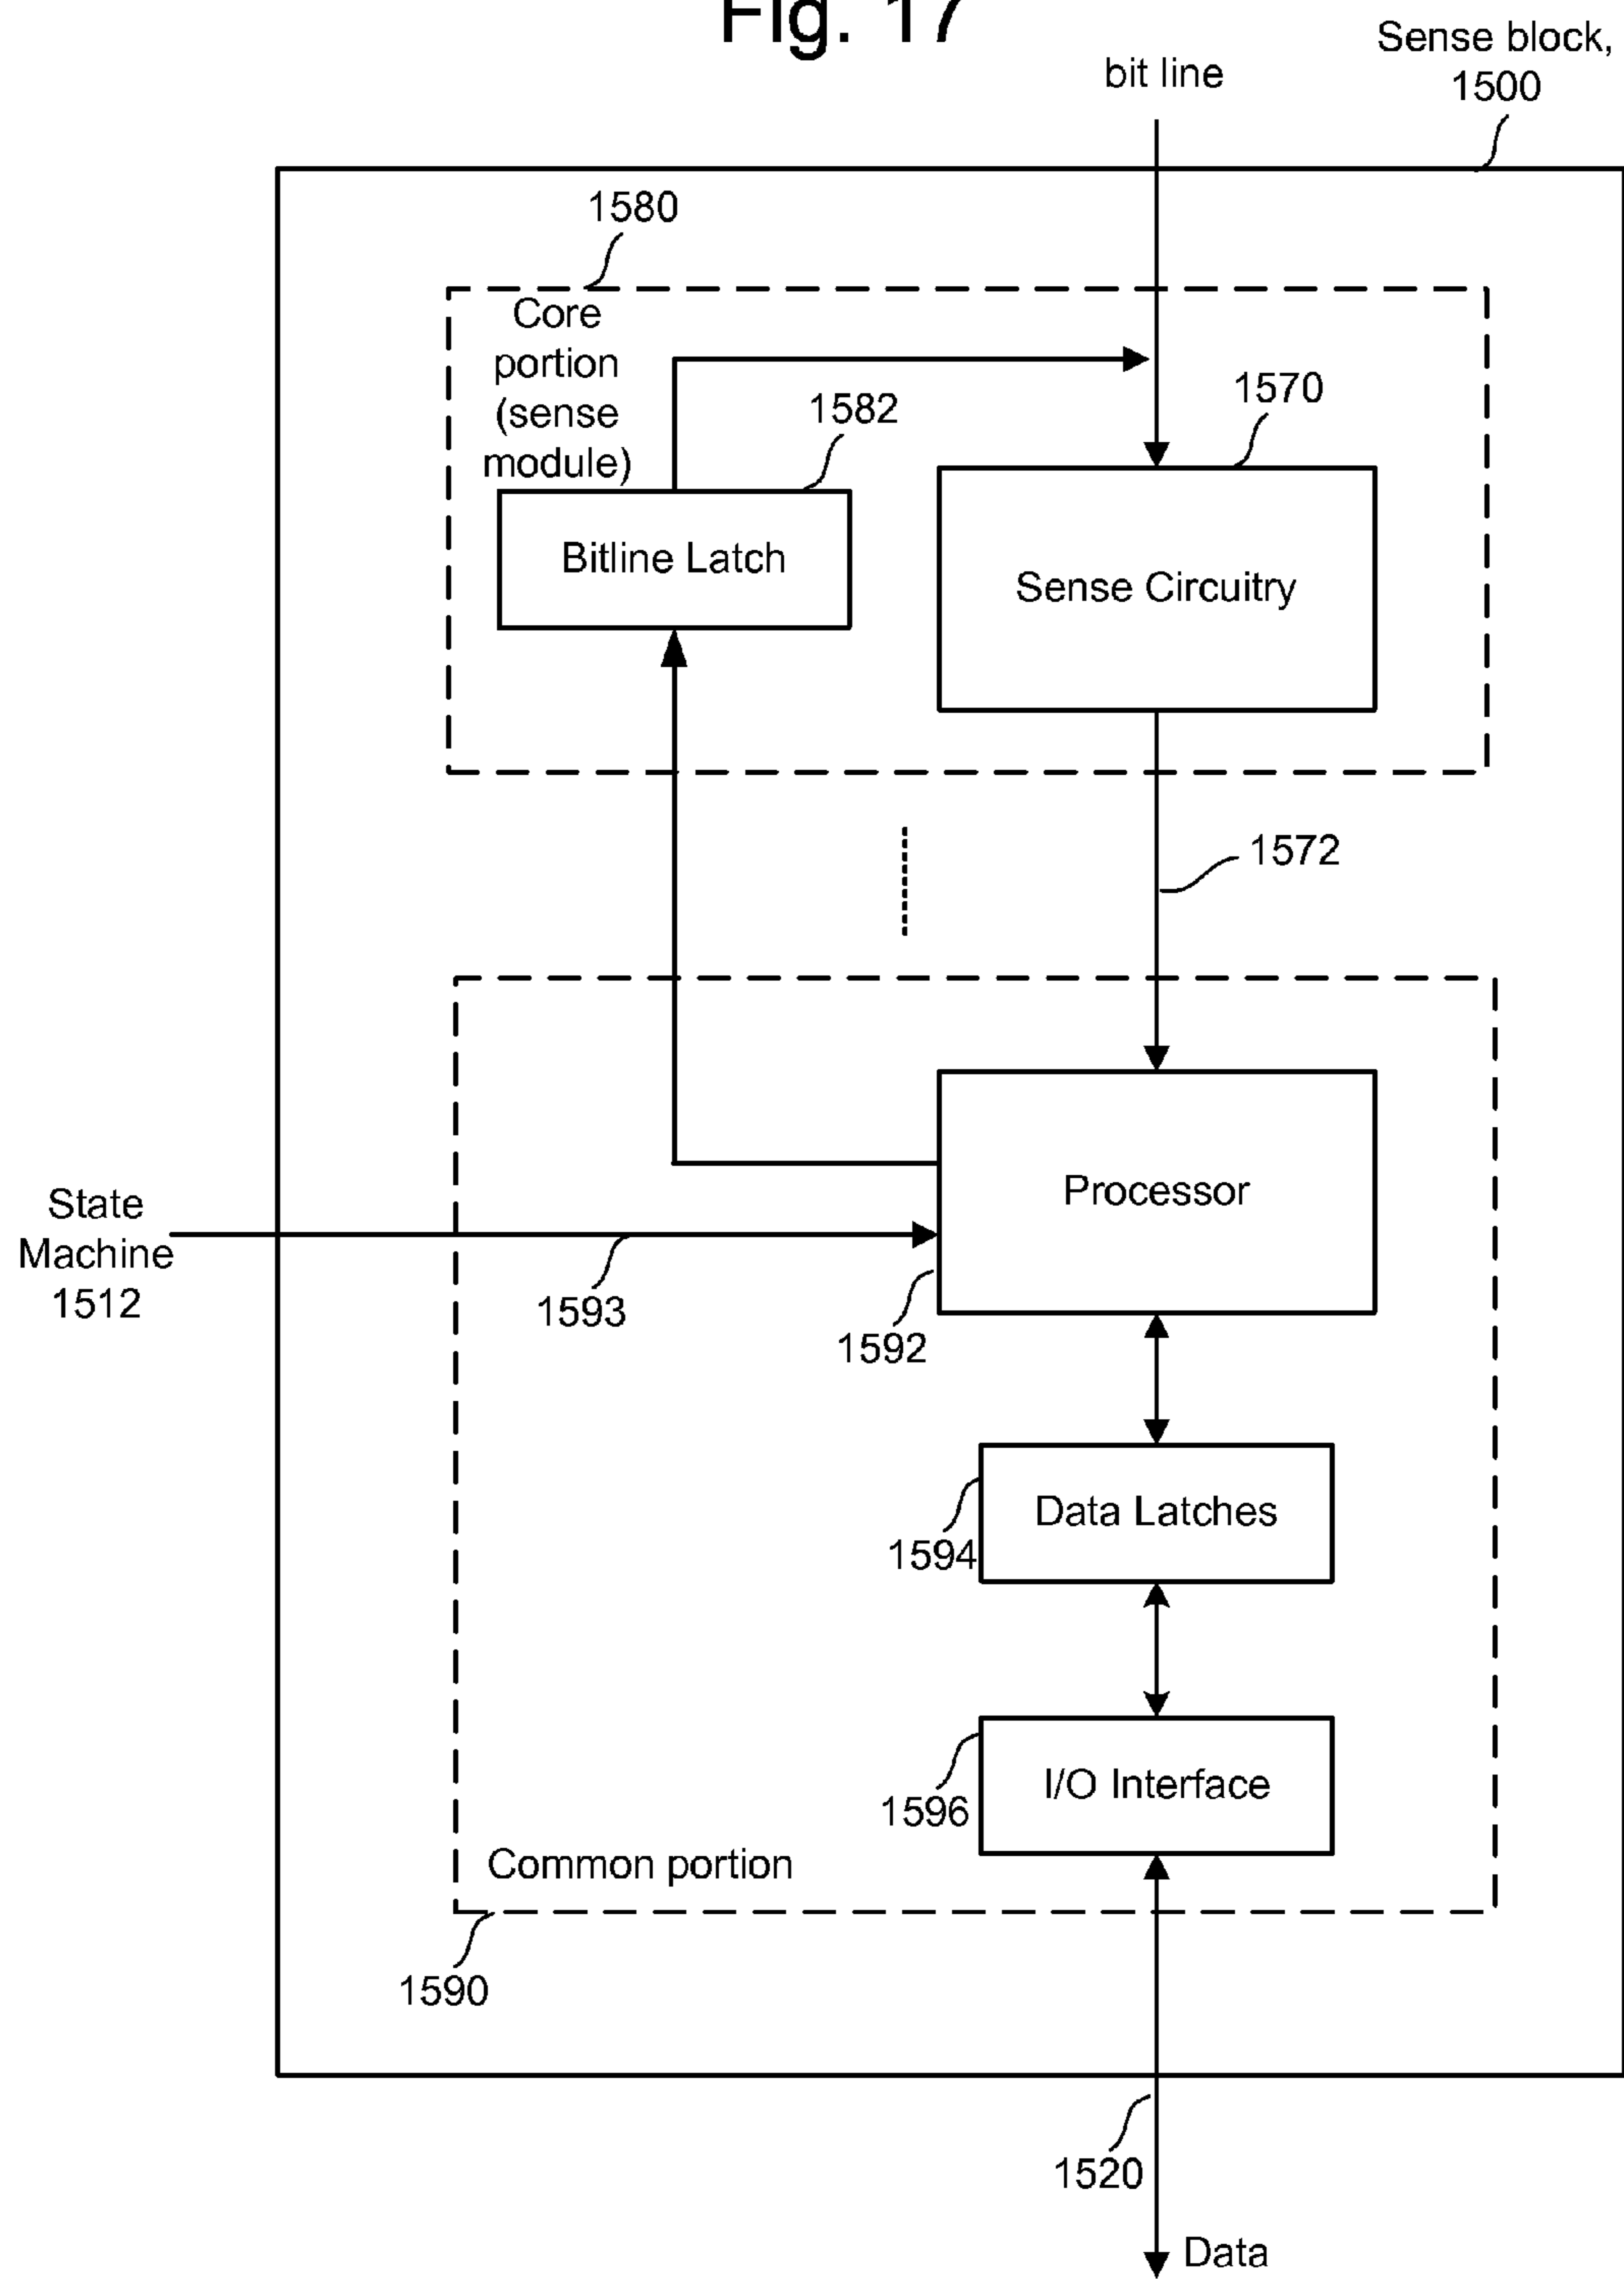 Fig. 17
Sense block,
1500
bit line
1580
Core
portion
(sense
module)
1582
1570
Bitline Latch
Sense Circuitry
1572
Processor
State
Machine
1512
1593
1592
Data Latches
1594
I/O Interface
1596
Common portion
1590
1520
Data